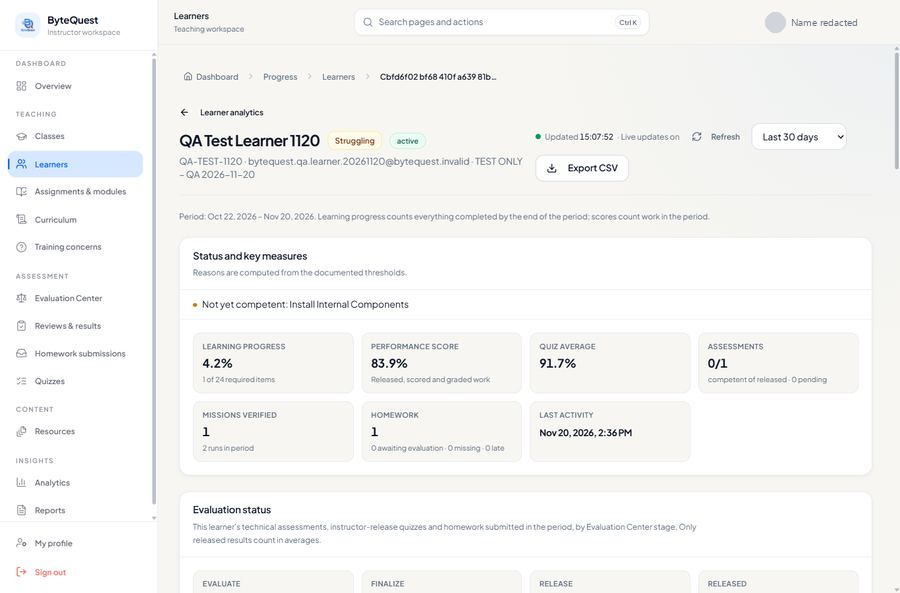 ByteQuest
Instructor workspace
DASHBOARD
Overview
TEACHING
Classes
Learners
Assignments & modules
Curriculum
Training concerns
ASSESSMENT
Evaluation Center
Reviews & results
Homework submissions
Quizzes
CONTENT
Resources
INSIGHTS
Analytics
Reports
My profile
Sign out
Learners
Teaching workspace
Search pages and actions
Ctrl K
Name redacted
Dashboard
Progress
Learners
Cbfd6f02 bf68 410f a639 81b...
Learner analytics
QA Test Learner 1120
Struggling
active
QA-TEST-1120 · bytequest.qa.learner.20261120@bytequest.invalid · TEST ONLY
– QA 2026–11–20
Updated 15:07:52 · Live updates on
Refresh
Last 30 days
Export CSV
Period: Oct 22, 2026 – Nov 20, 2026. Learning progress counts everything completed by the end of the period; scores count work in the period.
Status and key measures
Reasons are computed from the documented thresholds.
Not yet competent: Install Internal Components
LEARNING PROGRESS
4.2%
1 of 24 required items
PERFORMANCE SCORE
83.9%
Released, scored and graded work
QUIZ AVERAGE
91.7%
ASSESSMENTS
0/1
competent of released · 0 pending
MISSIONS VERIFIED
1
2 runs in period
HOMEWORK
1
0 awaiting evaluation · 0 missing · 0 late
LAST ACTIVITY
Nov 20, 2026, 2:36 PM
Evaluation status
This learner's technical assessments, instructor-release quizzes and homework submitted in the period, by Evaluation Center stage. Only
released results count in averages.
EVALUATE
FINALIZE
RELEASE
RELEASED